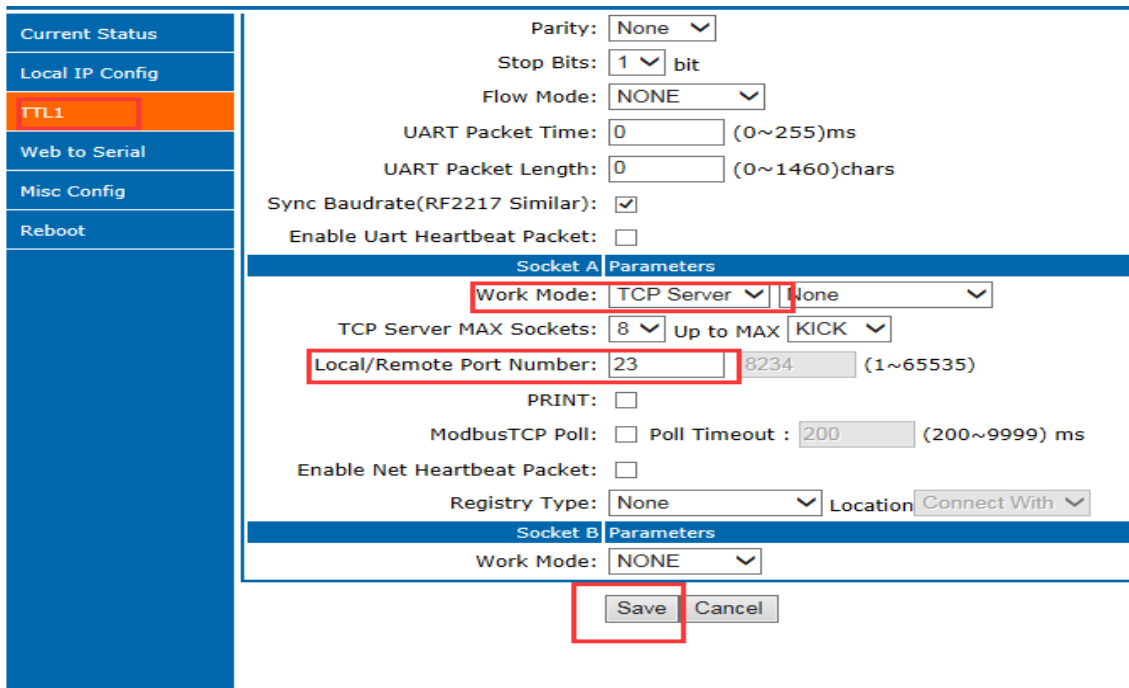 Current Status
Local IP Config
TTL1
Web to Serial
Misc Config
Reboot
Parity: None
Stop Bits: 1 bit
Flow Mode: NONE
UART Packet Time: 0 (0~255)ms
UART Packet Length: 0 (0~1460)chars
Sync Baudrate(RF2217 Similar):
Enable Uart Heartbeat Packet:
Socket A Parameters
Work Mode: TCP Server None
TCP Server MAX Sockets: 8 Up to MAX KICK
Local/Remote Port Number: 23 8234 (1~65535)
PRINT:
ModbusTCP Poll: Poll Timeout : 200 (200~9999) ms
Enable Net Heartbeat Packet:
Registry Type: None Location Connect With
Socket B Parameters
Work Mode: NONE
Save Cancel